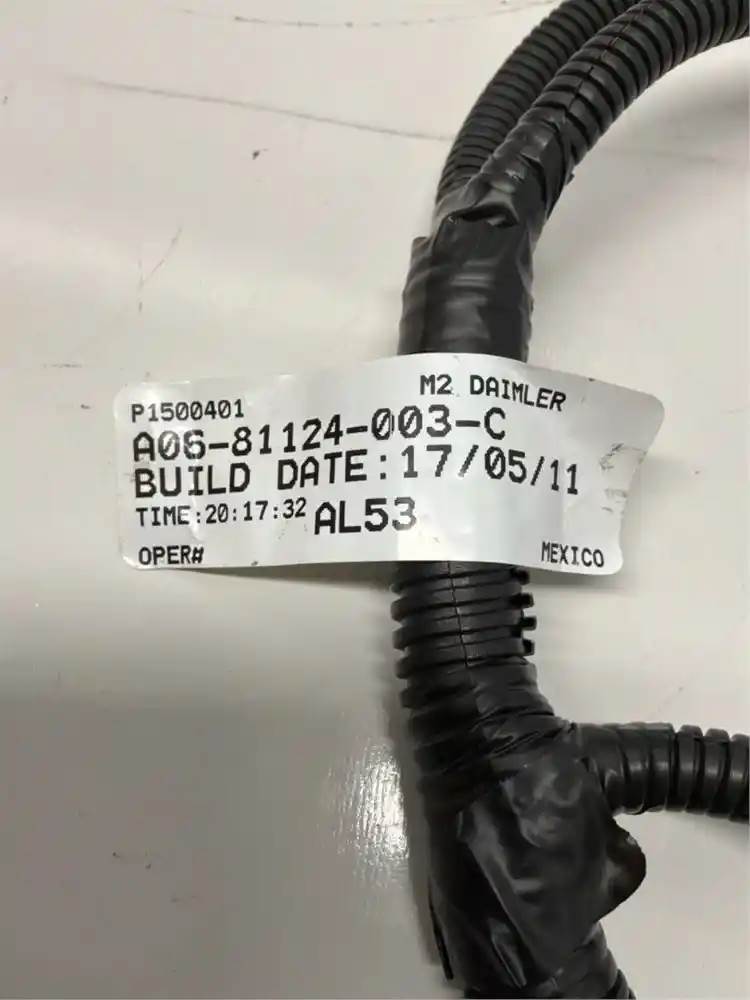 M2 DAIMLER
P1500401
A06-81124-003-C
BUILD DATE:17/05/11
TIME:20:17:32 AL53
OPER# MEXICO